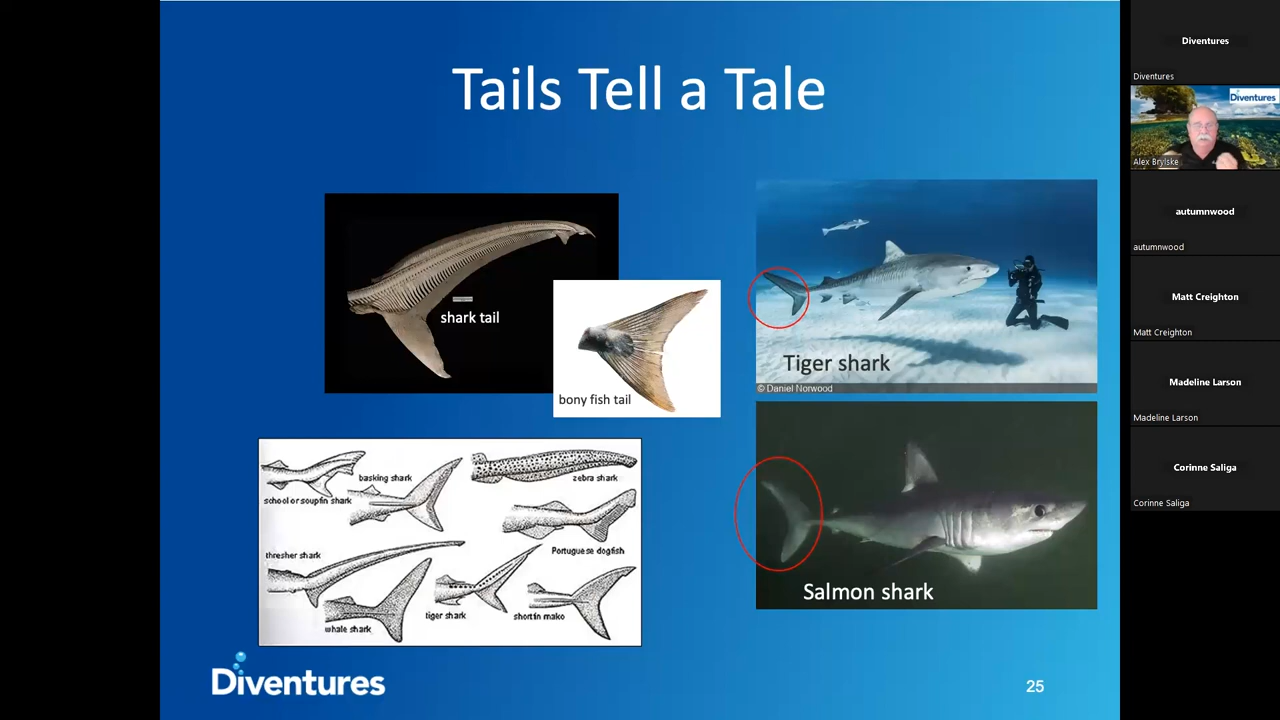 Tails Tell a Tale
shark tail
bony fish tail
Tiger shark
© Daniel Norwood
Salmon shark
school or soupfin shark
basking shark
zebra shark
Portuguese dogfish
thresher shark
whale shark
tiger shark
shortin mako
Diventures
25
Diventures
Diventures
Diventures
Alex Brylske
autumnwood
autumnwood
Matt Creighton
Matt Creighton
Madeline Larson
Madeline Larson
Corinne Saliga
Corinne Saliga